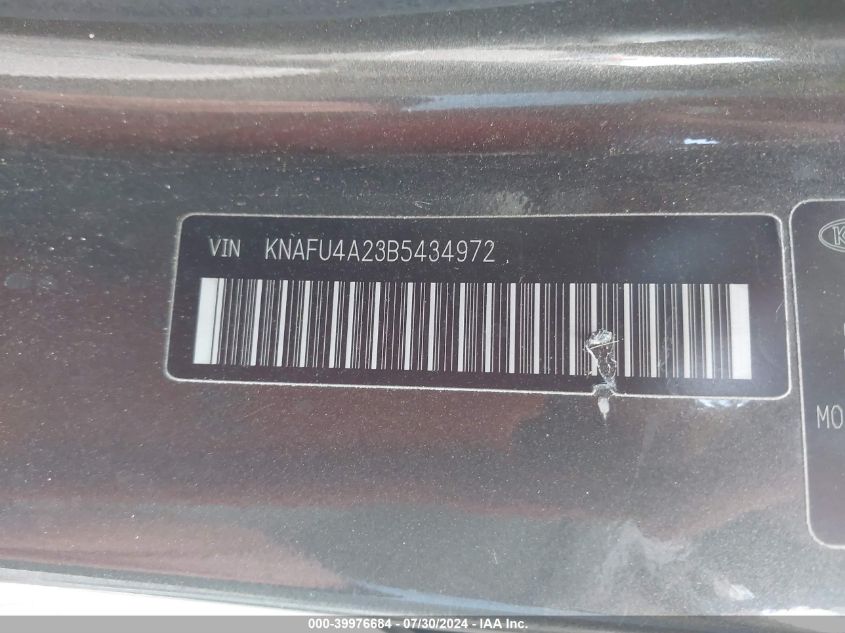 VIN KNAFU4A23B5434972
K
MO
000-39976684 - 07/30/2024 - IAA Inc.